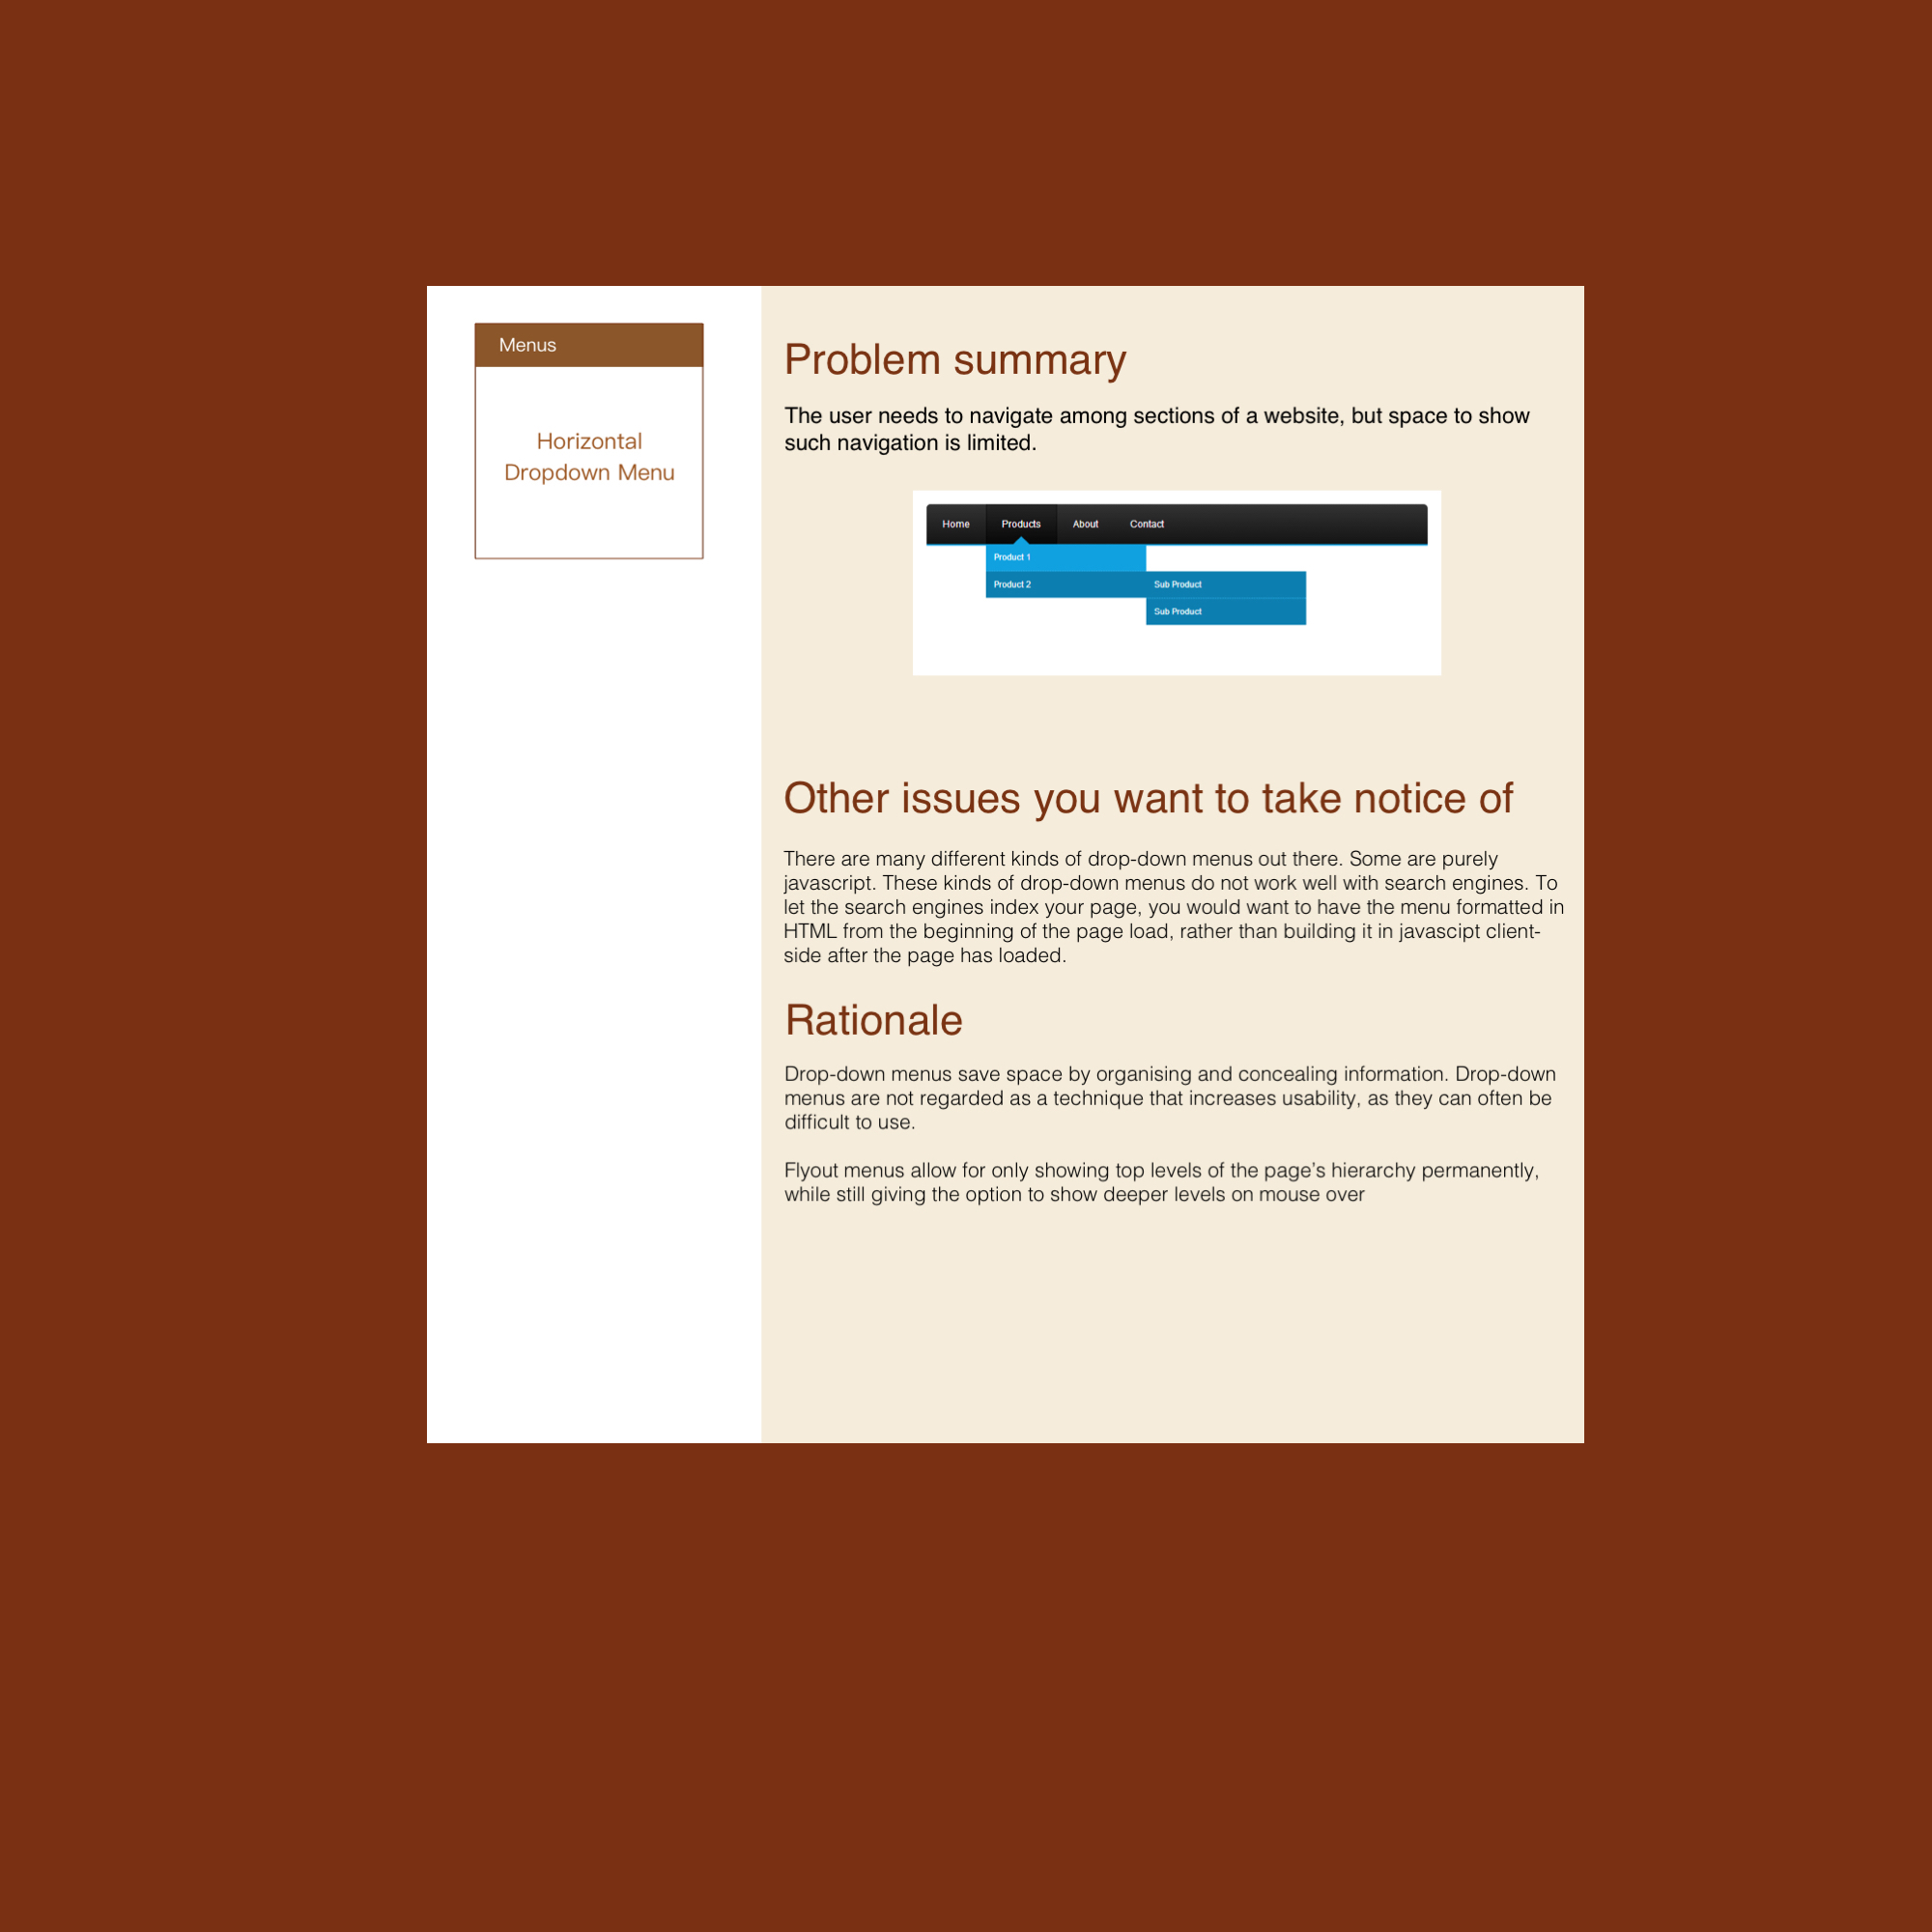 Menus
Horizontal
Dropdown Menu
Problem summary
The user needs to navigate among sections of a website, but space to show
such navigation is limited.
Home Products About Contact
Product 1
Product 2 Sub Product
Sub Product
Other issues you want to take notice of
There are many different kinds of drop-down menus out there. Some are purely
javascript. These kinds of drop-down menus do not work well with search engines. To
let the search engines index your page, you would want to have the menu formatted in
HTML from the beginning of the page load, rather than building it in javascipt client-
side after the page has loaded.
Rationale
Drop-down menus save space by organising and concealing information. Drop-down
menus are not regarded as a technique that increases usability, as they can often be
difficult to use.
Flyout menus allow for only showing top levels of the page’s hierarchy permanently,
while still giving the option to show deeper levels on mouse over